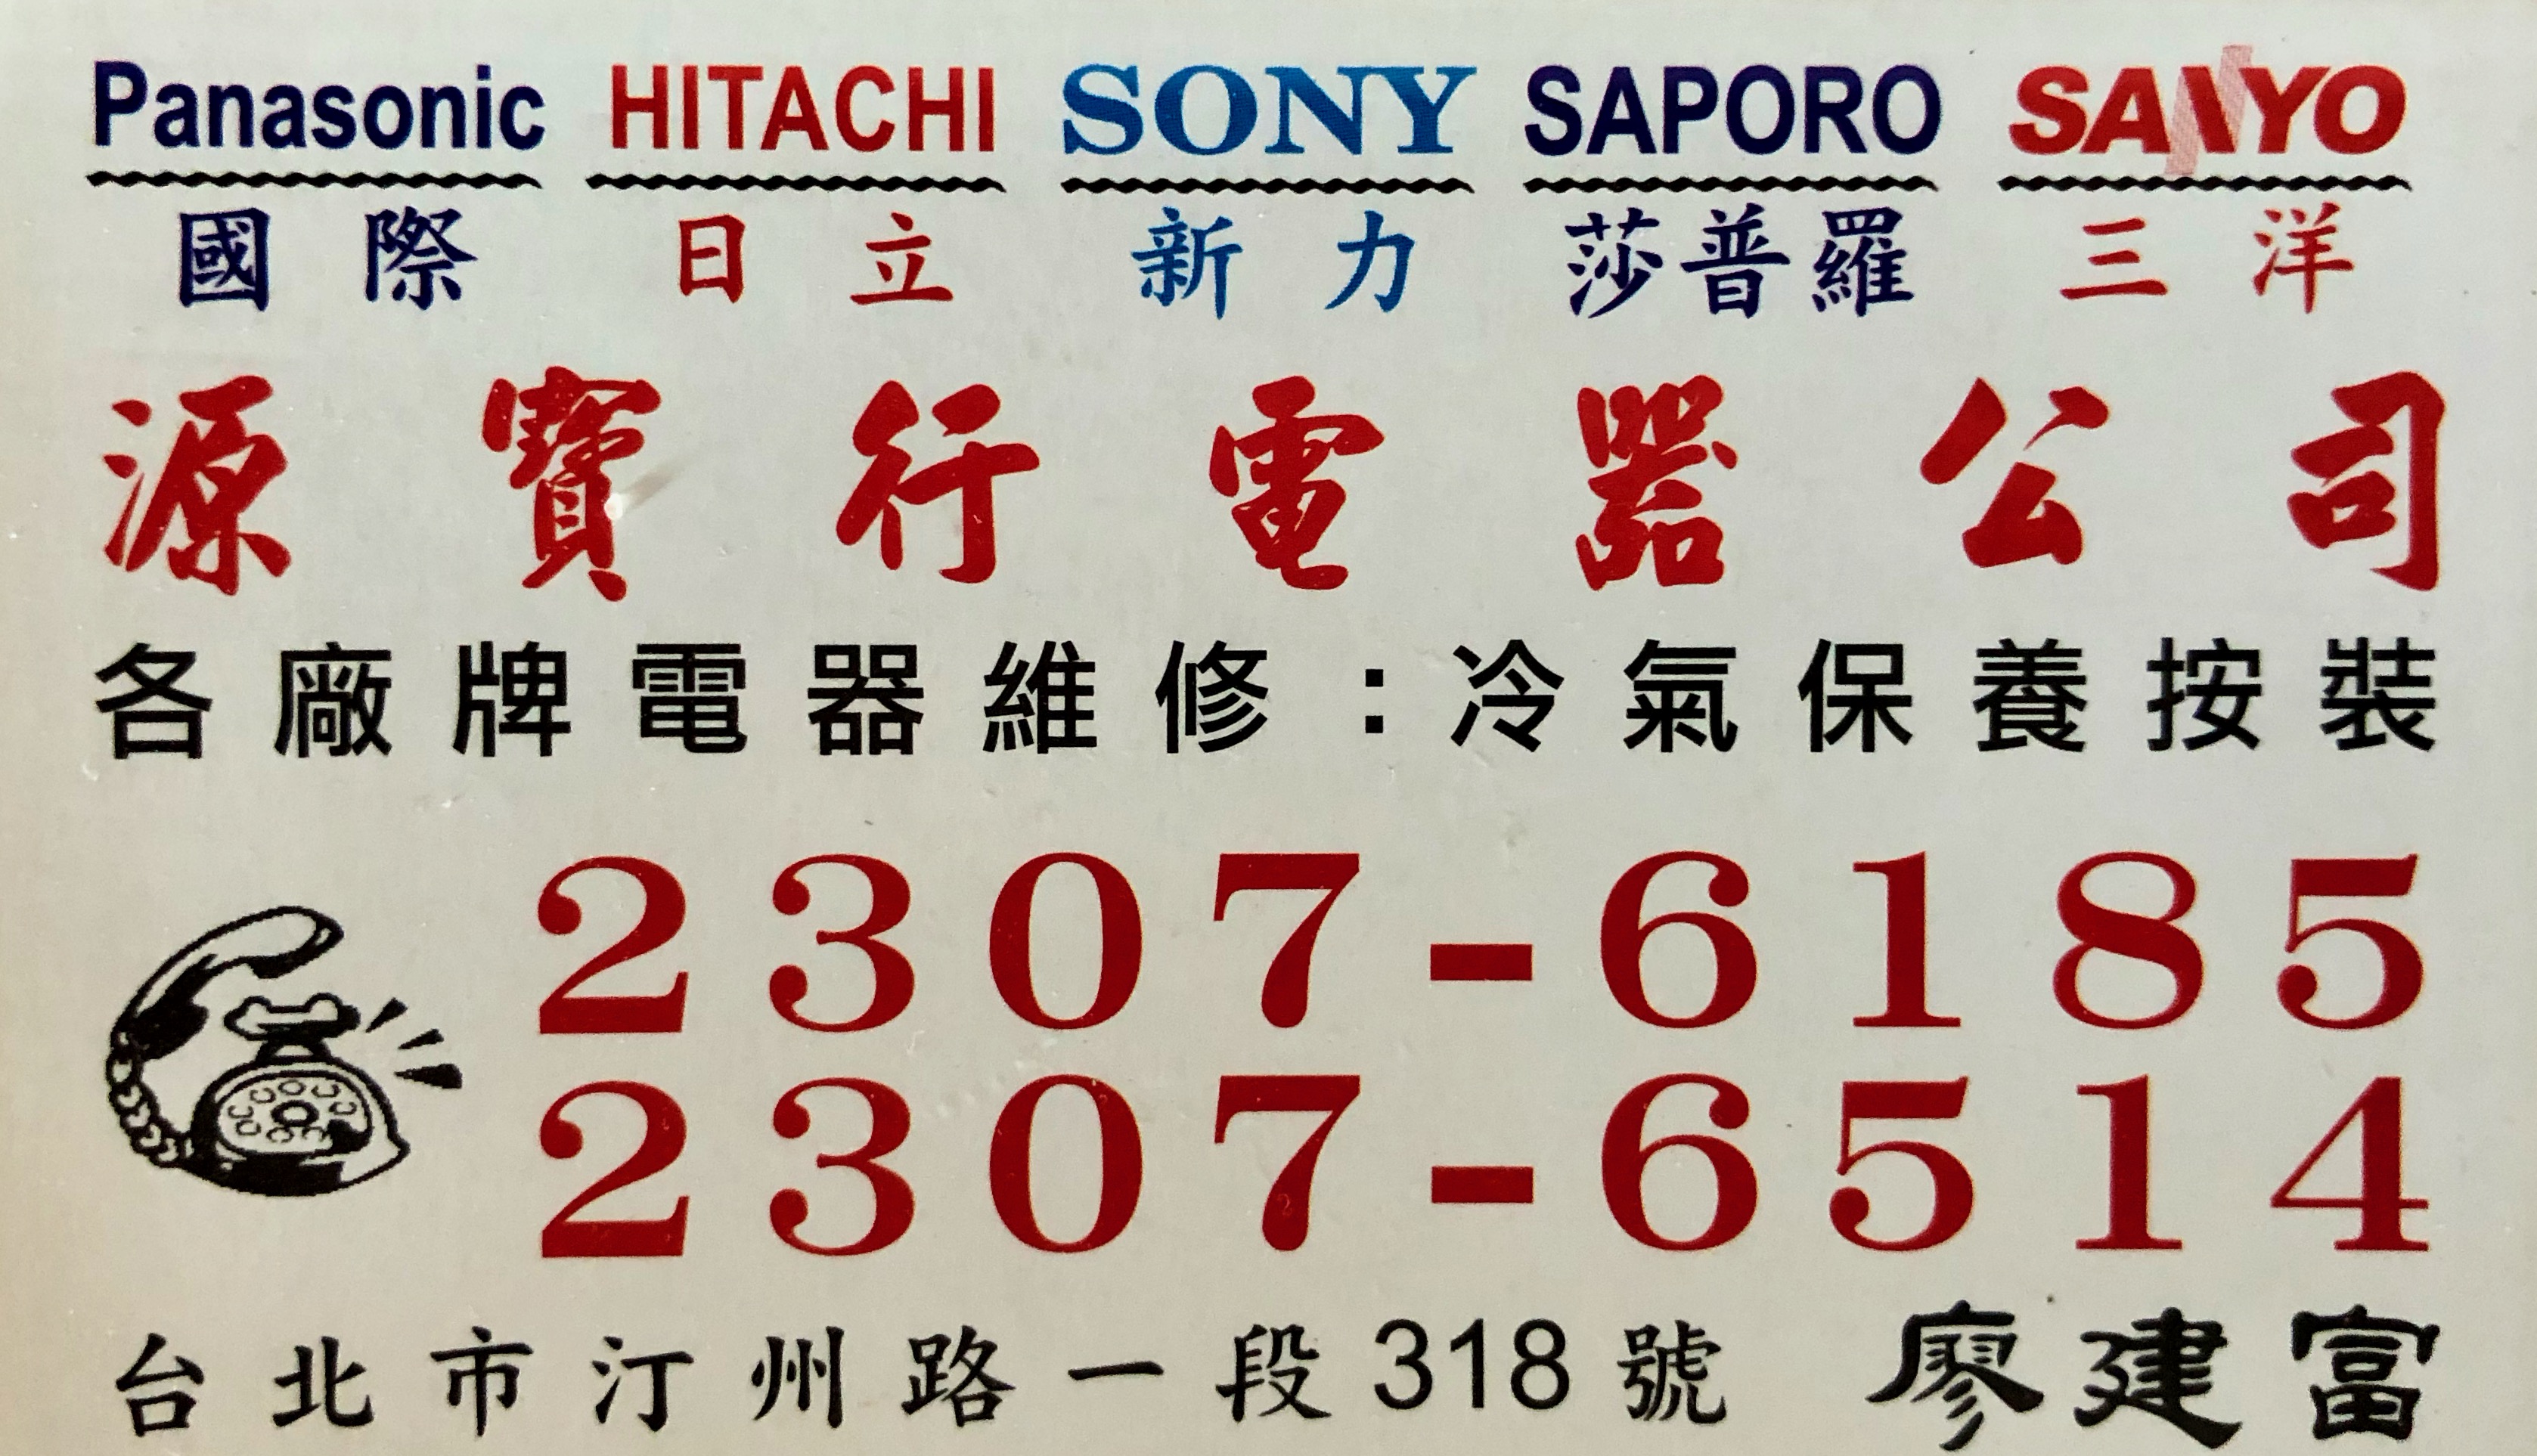 Panasonic HITACHI SONY SAPORO SANYO
國際 日立 新力 莎普羅 三洋
源寶行電器公司
各廠牌電器維修：冷氣保養按裝
2307-6185
2307-6514
台北市汀州路一段318號 廖建富